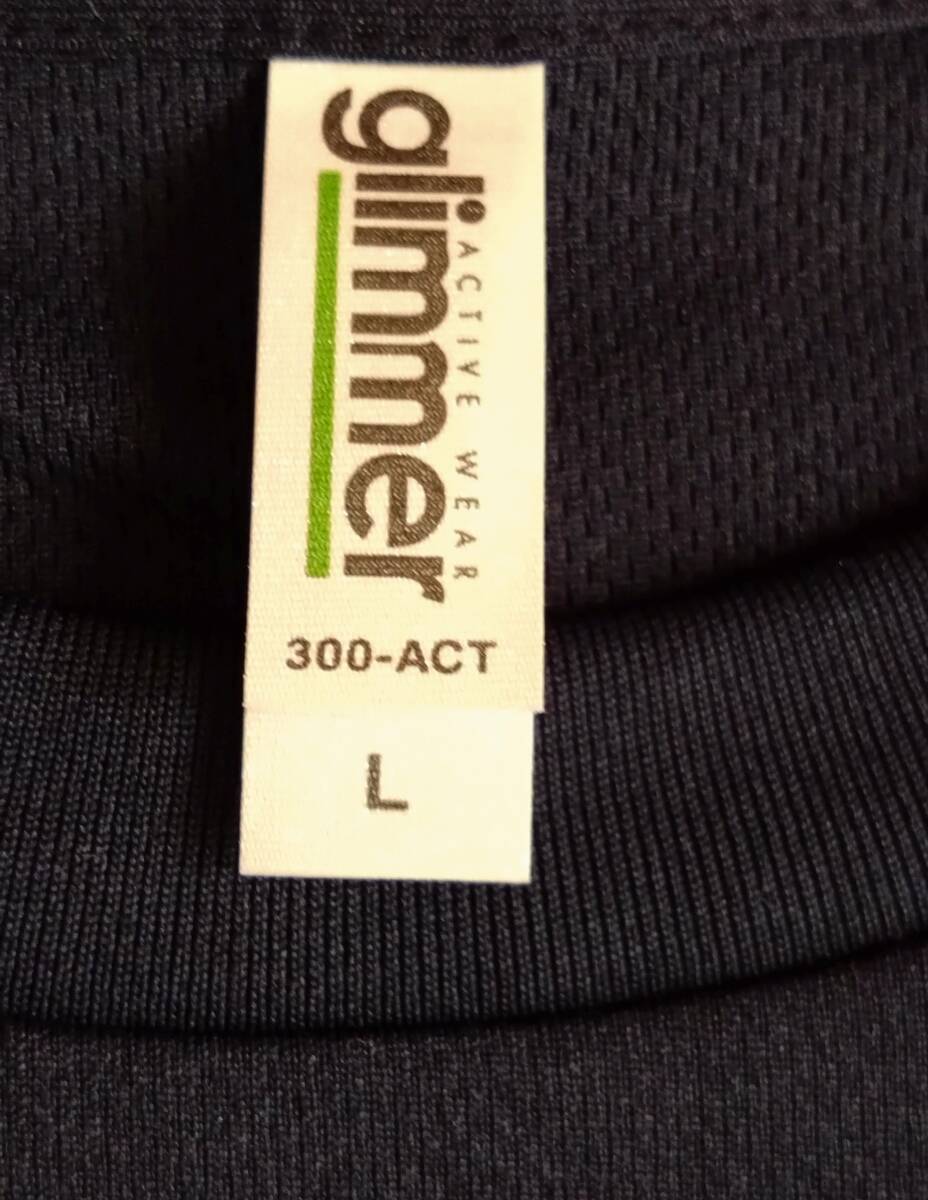 glimmer
ACTIVE WEAR
300-ACT
L